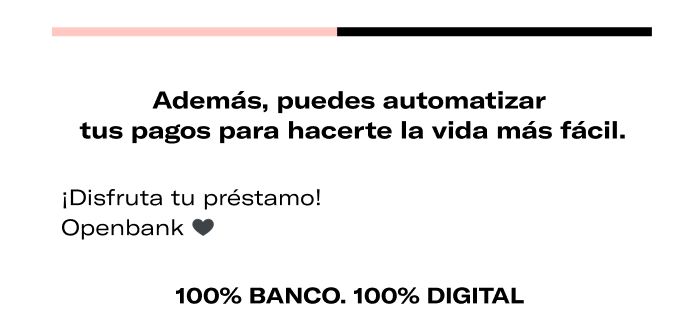 Además, puedes automatizar
tus pagos para hacerte la vida más fácil.
¡Disfruta tu préstamo!
Openbank 🖤
100% BANCO. 100% DIGITAL